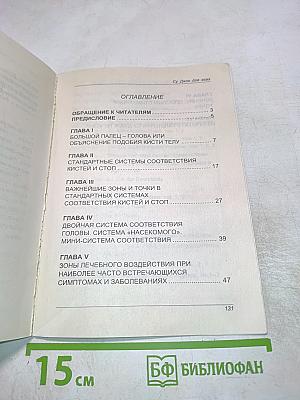 Су Джок для всех
ОГЛАВЛЕНИЕ
ОБРАЩЕНИЕ К ЧИТАТЕЛЯМ 3
ПРЕДИСЛОВИЕ 5
ГЛАВА I
БОЛЬШОЙ ПАЛЕЦ – ГОЛОВА ИЛИ
ОБЪЯСНЕНИЕ ПОДОБИЯ КИСТИ ТЕЛУ 7
ГЛАВА II
СТАНДАРТНЫЕ СИСТЕМЫ СООТВЕТСТВИЯ
КИСТЕЙ И СТОП 17
ГЛАВА III
ВАЖНЕЙШИЕ ЗОНЫ И ТОЧКИ В
СТАНДАРТНЫХ СИСТЕМАХ
СООТВЕТСТВИЯ КИСТЕЙ И СТОП 27
ГЛАВА IV
ДВОЙНАЯ СИСТЕМА СООТВЕТСТВИЯ
ГОЛОВЫ. СИСТЕМА «НАСЕКОМОГО».
МИНИ-СИСТЕМА СООТВЕТСТВИЯ 39
ГЛАВА V
ЗОНЫ ЛЕЧЕБНОГО ВОЗДЕЙСТВИЯ ПРИ
НАИБОЛЕЕ ЧАСТО ВСТРЕЧАЮЩИХСЯ
СИМПТОМАХ И ЗАБОЛЕВАНИЯХ 47
131
15 см
БФ БИБЛИОФАН